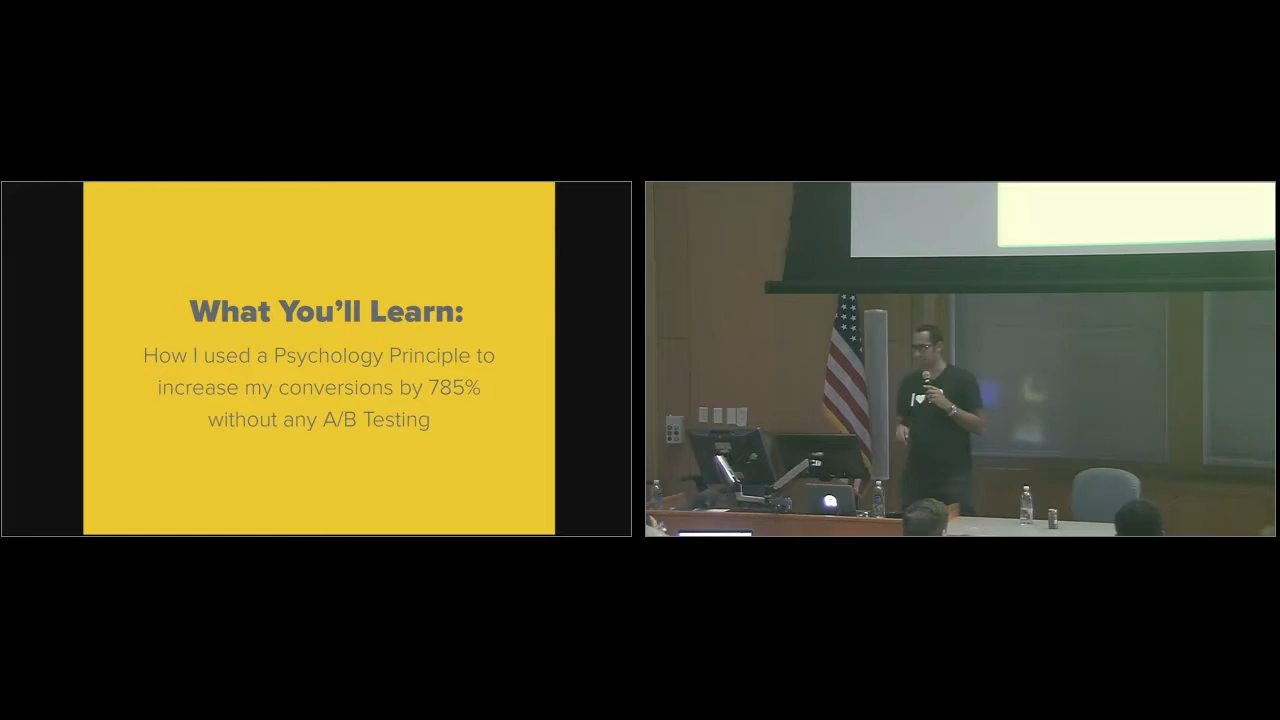 What You’ll Learn:
How I used a Psychology Principle to
increase my conversions by 785%
without any A/B Testing
I ♥